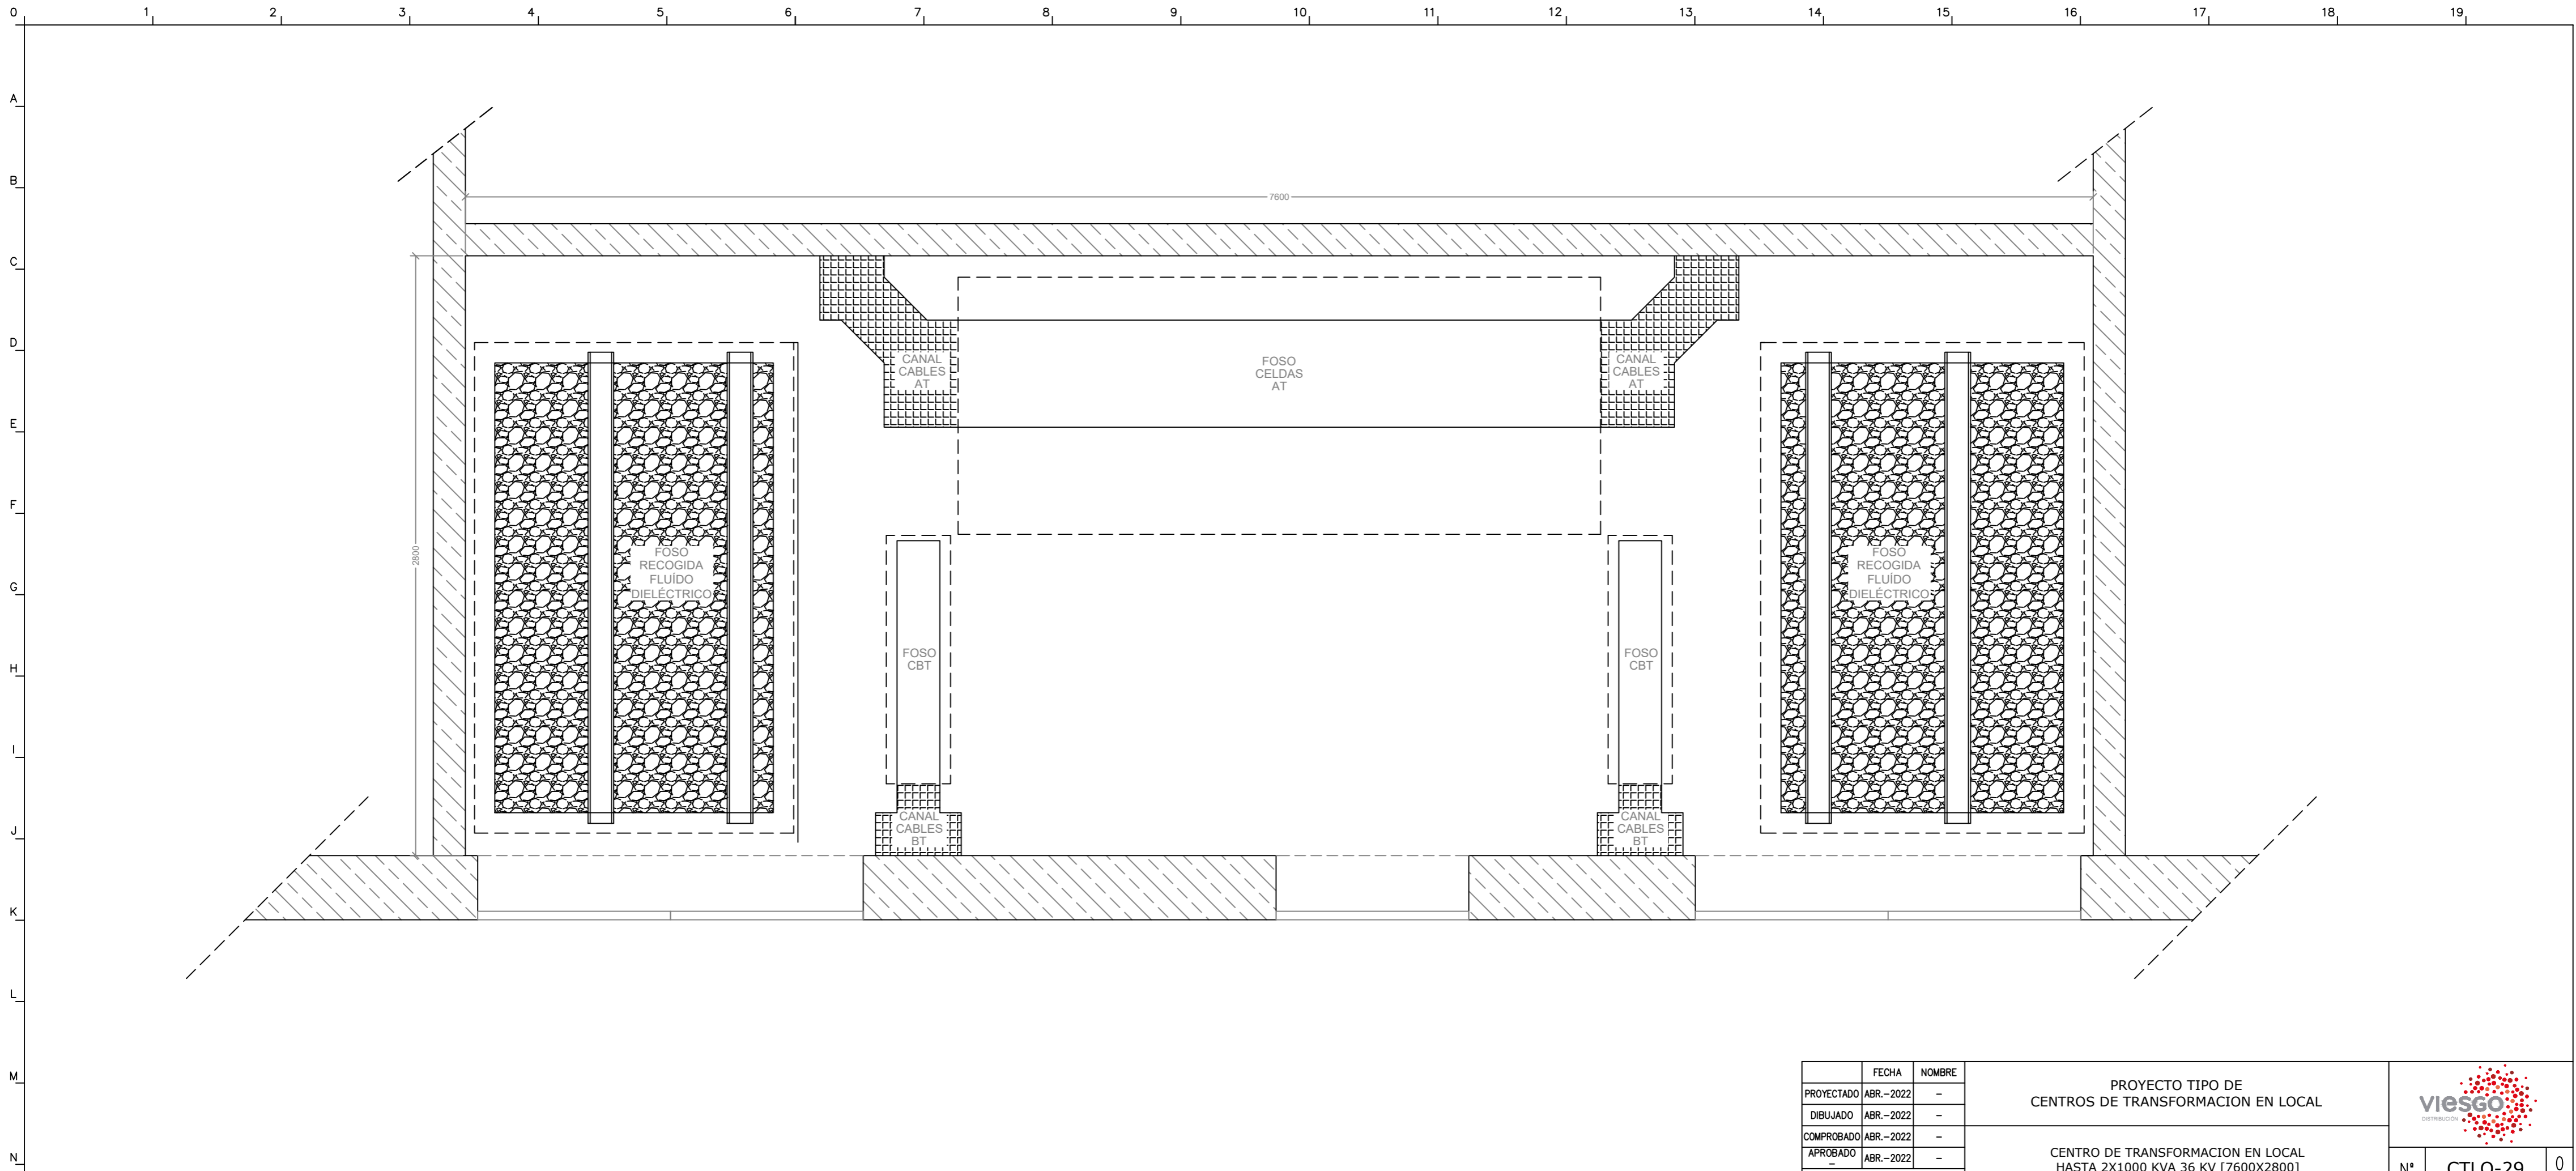 0 1 2 3 4 5 6 7 8 9 10 11 12 13 14 15 16 17 18 19
A
B
7600
C
D
CANAL
CABLES
AT
FOSO
CELDAS
AT
CANAL
CABLES
AT
E
F
2800
FOSO
RECOGIDA
FLUÍDO
DIELÉCTRICO
FOSO
RECOGIDA
FLUÍDO
DIELÉCTRICO
G
FOSO
CBT
FOSO
CBT
H
I
CANAL
CABLES
BT
CANAL
CABLES
BT
J
K
L
M
N
FECHA NOMBRE
PROYECTADO ABR.-2022 -
DIBUJADO ABR.-2022 -
COMPROBADO ABR.-2022 -
APROBADO ABR.-2022 -
-
PROYECTO TIPO DE
CENTROS DE TRANSFORMACION EN LOCAL
CENTRO DE TRANSFORMACION EN LOCAL
HASTA 2X1000 KVA 36 KV [7600X2800]
viesgo
DISTRIBUCIÓN
Nº CTLO-29 0